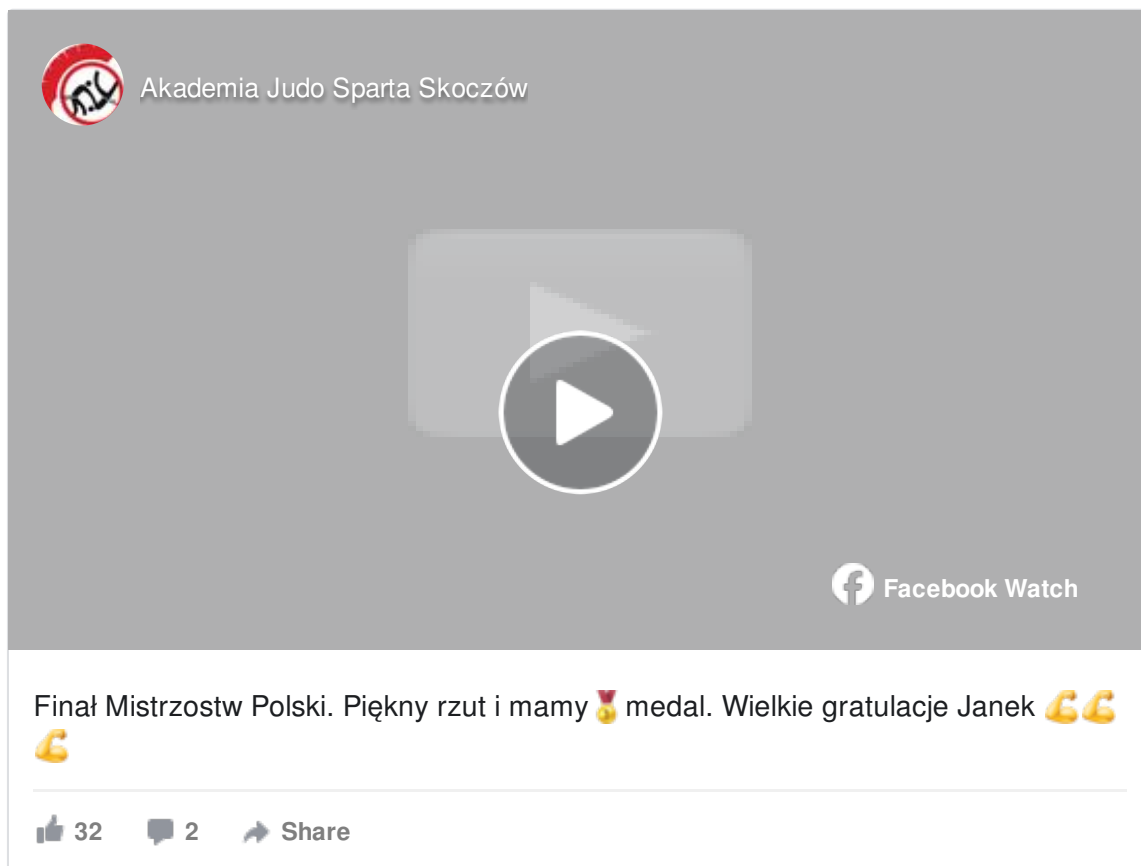 Akademia Judo Sparta Skoczów
Facebook Watch
Finał Mistrzostw Polski. Piękny rzut i mamy🏅medal. Wielkie gratulacje Janek 💪💪
💪
32 2 Share